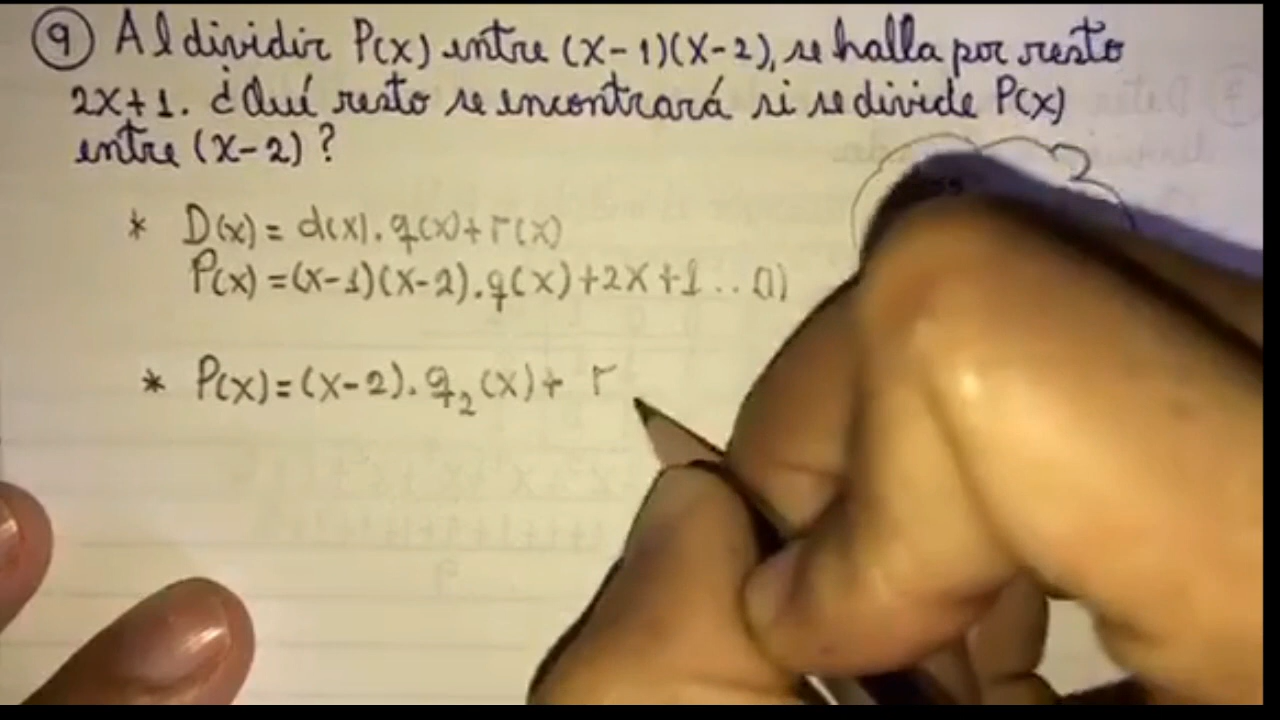 9 Al dividir P(x) entre (x-1)(x-2), se halla por resto
2x+1. ¿Qué resto se encontrará si se divide P(x)
entre (x-2)?
* D(x) = d(x).q(x)+r(x)
P(x) = (x-1)(x-2).q(x)+2x+1 ..(1)
* P(x) = (x-2).q₂(x)+ r